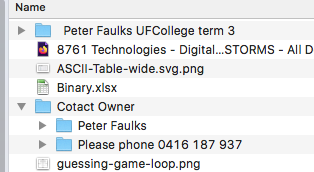 Name
Peter Faulks UFCollege term 3
8761 Technologies - Digital...STORMS - All D
ASCII-Table-wide.svg.png
Binary.xlsx
Cotact Owner
Peter Faulks
Please phone 0416 187 937
guessing-game-loop.png